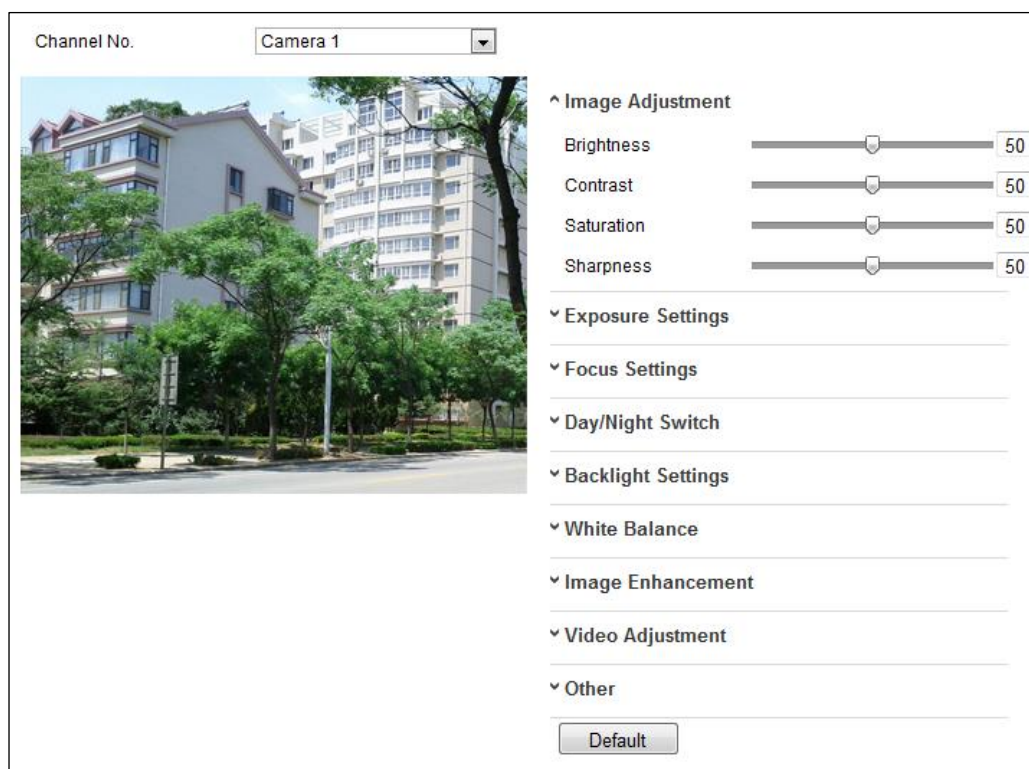 Channel No. Camera 1
Image Adjustment
Brightness 50
Contrast 50
Saturation 50
Sharpness 50
Exposure Settings
Focus Settings
Day/Night Switch
Backlight Settings
White Balance
Image Enhancement
Video Adjustment
Other
Default